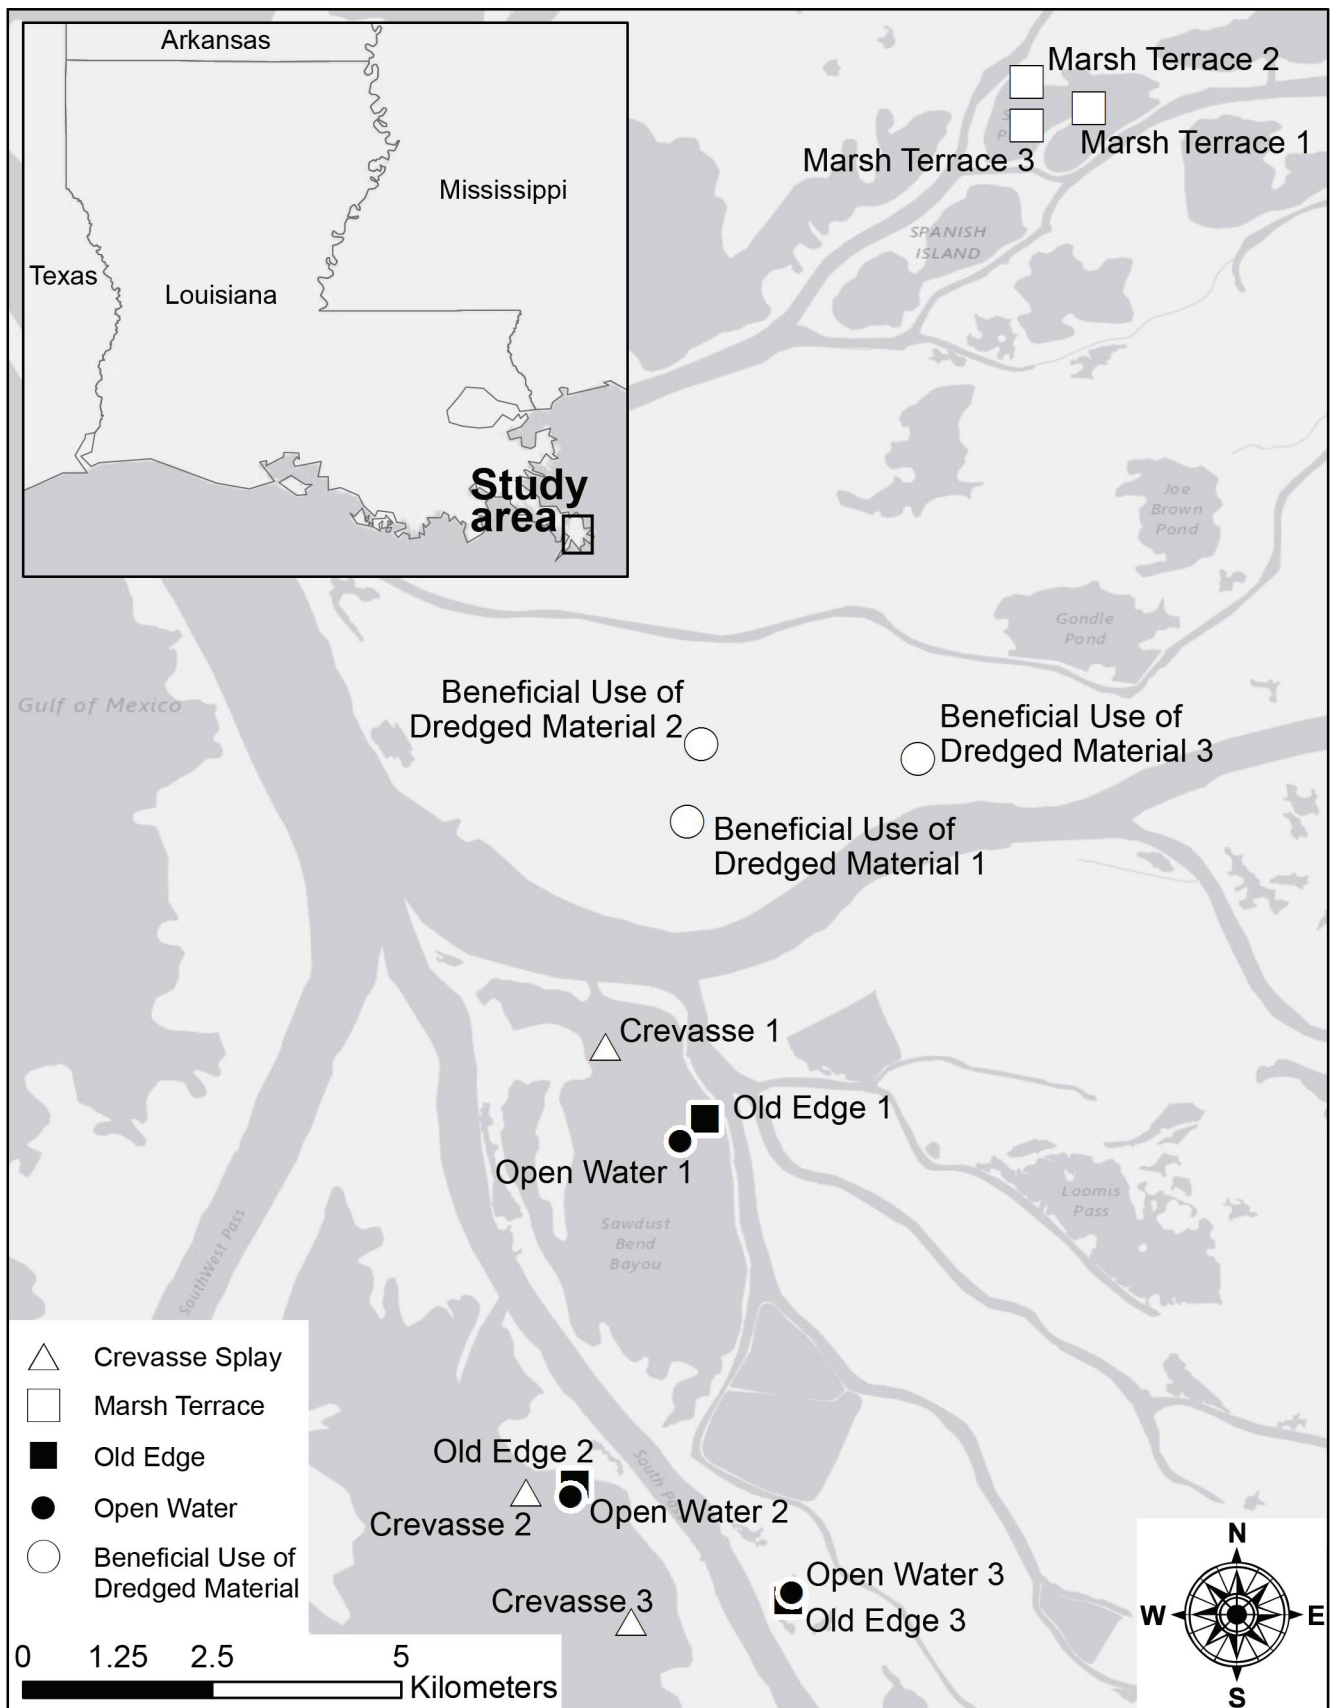 Arkansas
Mississippi
Texas
Louisiana
Study
area
Marsh Terrace 2
Marsh Terrace 1
Marsh Terrace 3
SPANISH
ISLAND
Joe
Brown
Pond
Gondle
Pond
Gulf of Mexico
Beneficial Use of
Dredged Material 2
Beneficial Use of
Dredged Material 3
Beneficial Use of
Dredged Material 1
Crevasse 1
Old Edge 1
Open Water 1
Loomis
Pass
Sawdust
Bend
Bayou
SouthWest Pass
Old Edge 2
South Pass
Crevasse 2
Open Water 2
Open Water 3
Crevasse 3
Old Edge 3
Crevasse Splay
Marsh Terrace
Old Edge
Open Water
Beneficial Use of
Dredged Material
0 1.25 2.5 5
Kilometers
N
W E
S